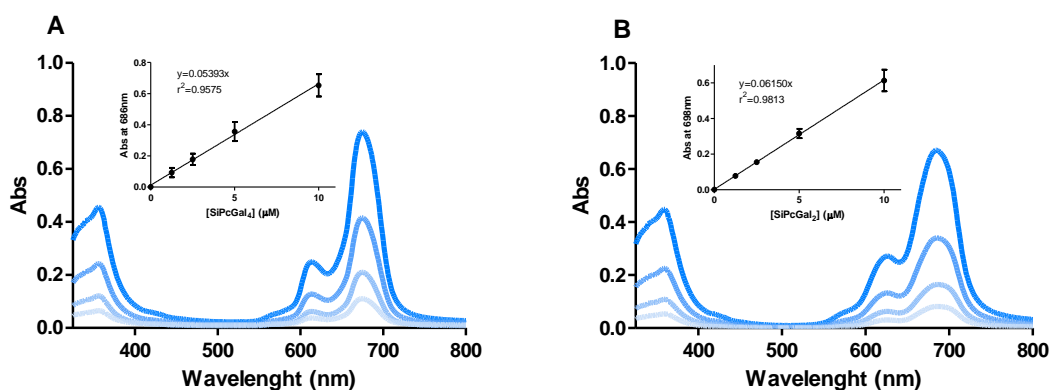 A
Abs
1.0
0.8
0.6
0.4
0.2
0.0
400 500 600 700 800
Wavelenght (nm)
y=0.05393x
r²=0.9575
Abs at 686nm
0.8
0.6
0.4
0.2
0.0
0 5 10
[SiPcGal₄] (µM)
B
Abs
1.0
0.8
0.6
0.4
0.2
0.0
400 500 600 700 800
Wavelenght (nm)
y=0.06150x
r²=0.9813
Abs at 698nm
0.6
0.4
0.2
0.0
0 5 10
[SiPcGal₂] (µM)